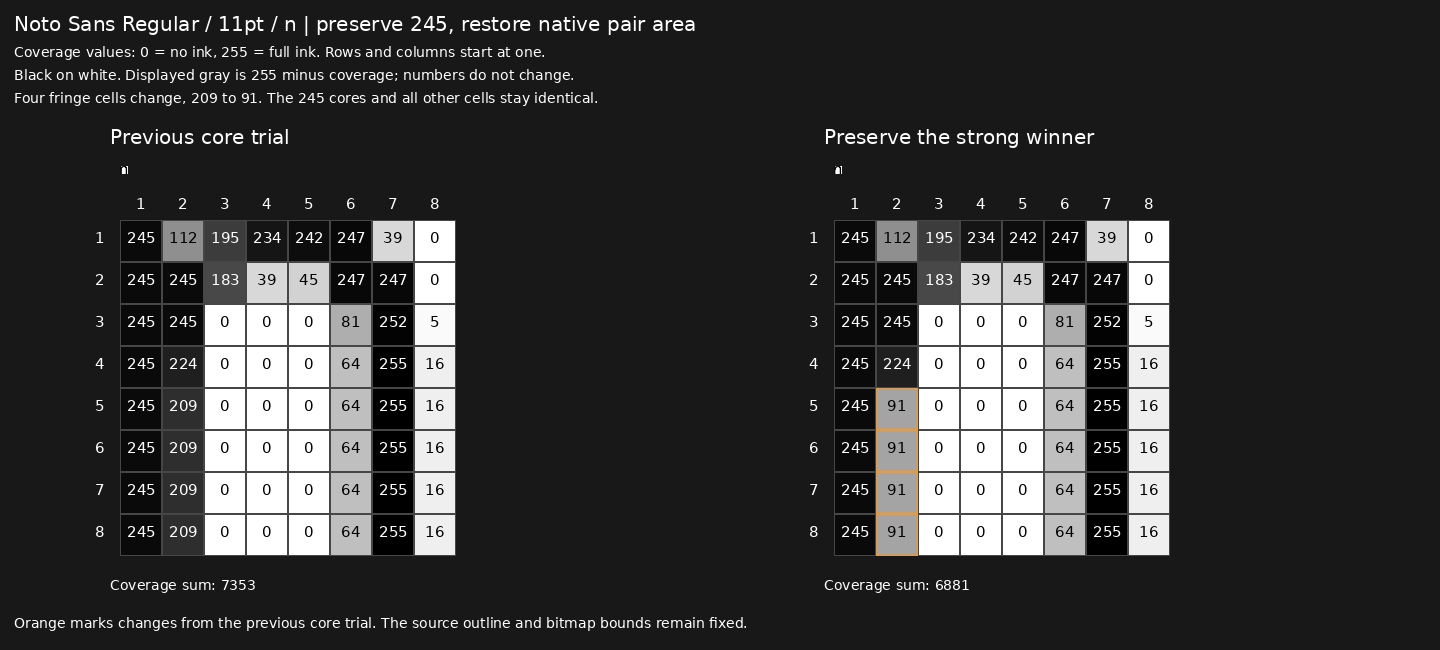 Noto Sans Regular / 11pt / n | preserve 245, restore native pair area
Coverage values: 0 = no ink, 255 = full ink. Rows and columns start at one.
Black on white. Displayed gray is 255 minus coverage; numbers do not change.
Four fringe cells change, 209 to 91. The 245 cores and all other cells stay identical.
Previous core trial
n
1 2 3 4 5 6 7 8
1 245 112 195 234 242 247 39 0
2 245 245 183 39 45 247 247 0
3 245 245 0 0 0 81 252 5
4 245 224 0 0 0 64 255 16
5 245 209 0 0 0 64 255 16
6 245 209 0 0 0 64 255 16
7 245 209 0 0 0 64 255 16
8 245 209 0 0 0 64 255 16
Coverage sum: 7353
Preserve the strong winner
n
1 2 3 4 5 6 7 8
1 245 112 195 234 242 247 39 0
2 245 245 183 39 45 247 247 0
3 245 245 0 0 0 81 252 5
4 245 224 0 0 0 64 255 16
5 245 91 0 0 0 64 255 16
6 245 91 0 0 0 64 255 16
7 245 91 0 0 0 64 255 16
8 245 91 0 0 0 64 255 16
Coverage sum: 6881
Orange marks changes from the previous core trial. The source outline and bitmap bounds remain fixed.